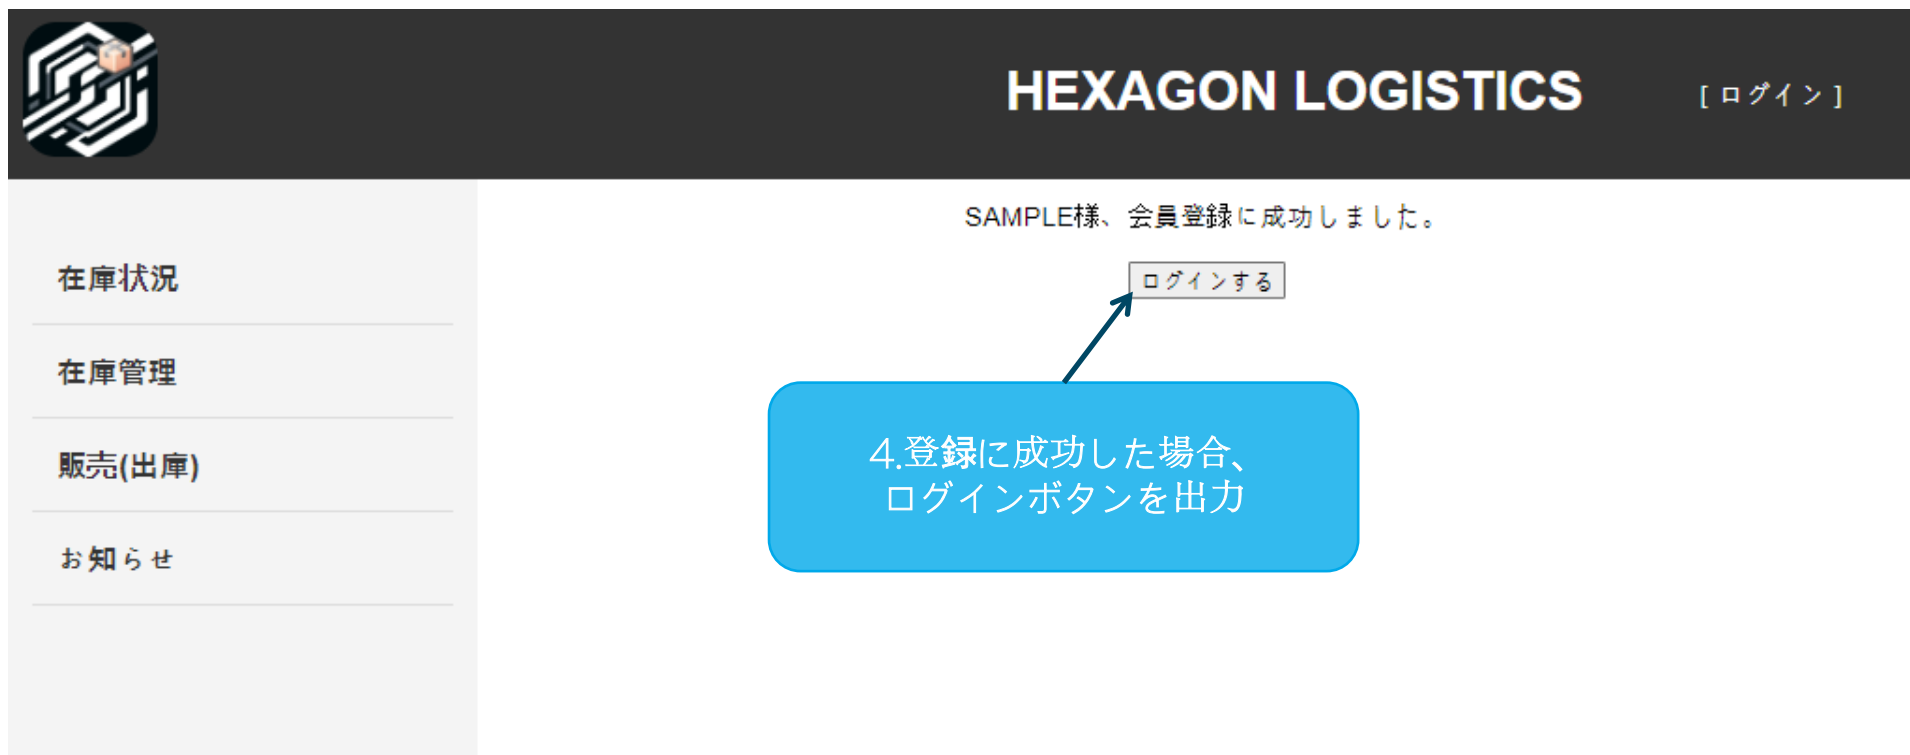 HEXAGON LOGISTICS
[ログイン]
SAMPLE様、会員登録に成功しました。
ログインする
在庫状況
在庫管理
販売(出庫)
お知らせ
4.登録に成功した場合、
ログインボタンを出力